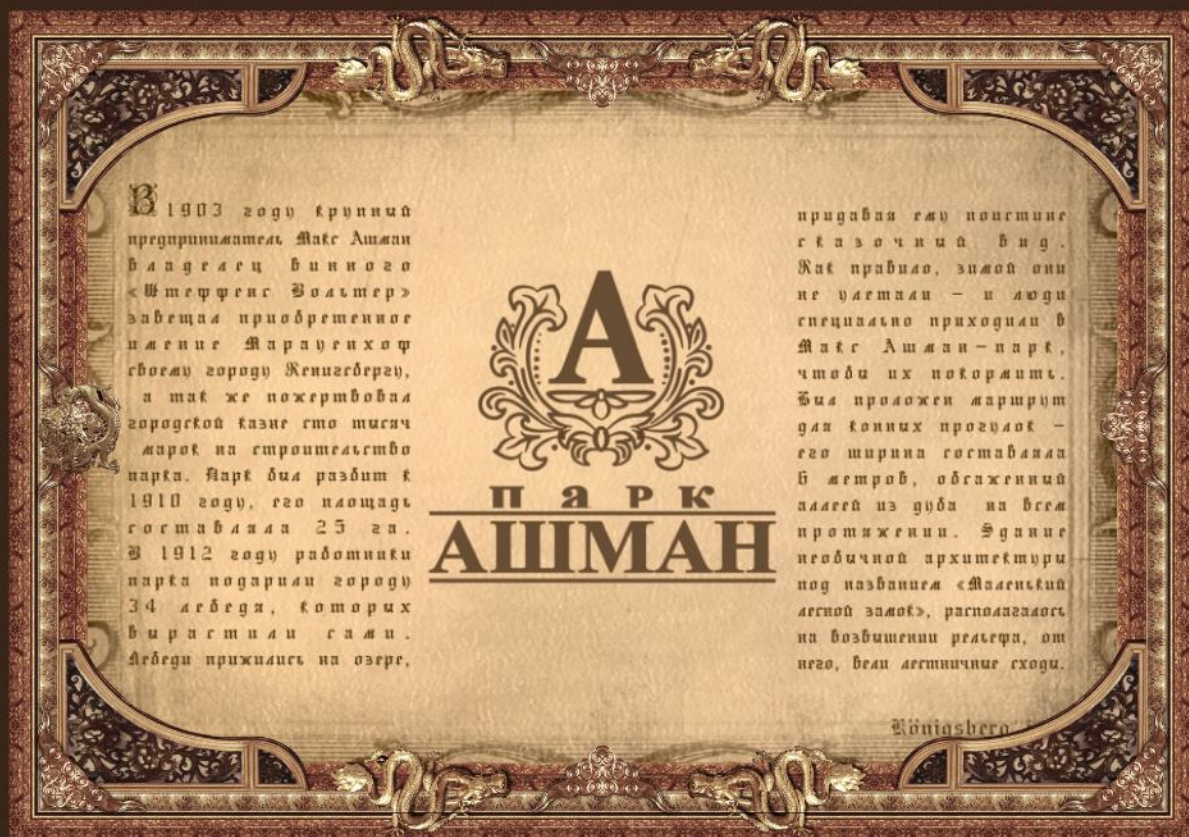 В 1903 году крупный
предприниматель Макс Ашман
владелец винного
«Штеффенс Вольтер»
завещал приобретенное
имение Марауенхоф
своему городу Кенигсбергу,
а так же пожертвовал
городской казне сто тысяч
марок на строительство
парка. Парк был разбит к
1910 году, его площадь
составляла 25 га.
В 1912 году работники
парка подарили городу
34 лебедя, которых
вырастили сами.
Лебеди прижились на озере,
А
парк
АШМАН
придавая ему поистине
сказочный вид.
Как правило, зимой они
не улетали – и люди
специально приходили в
Макс Ашман–парк,
чтобы их покормить.
Был проложен маршрут
для конных прогулок –
его ширина составляла
6 метров, обсаженный
аллеей из дуба на всем
протяжении. Здание
необычной архитектуры
под названием «Маленький
лесной замок», располагалось
на возвышении рельефа, от
него, вели лестничные сходы.
Königsberg